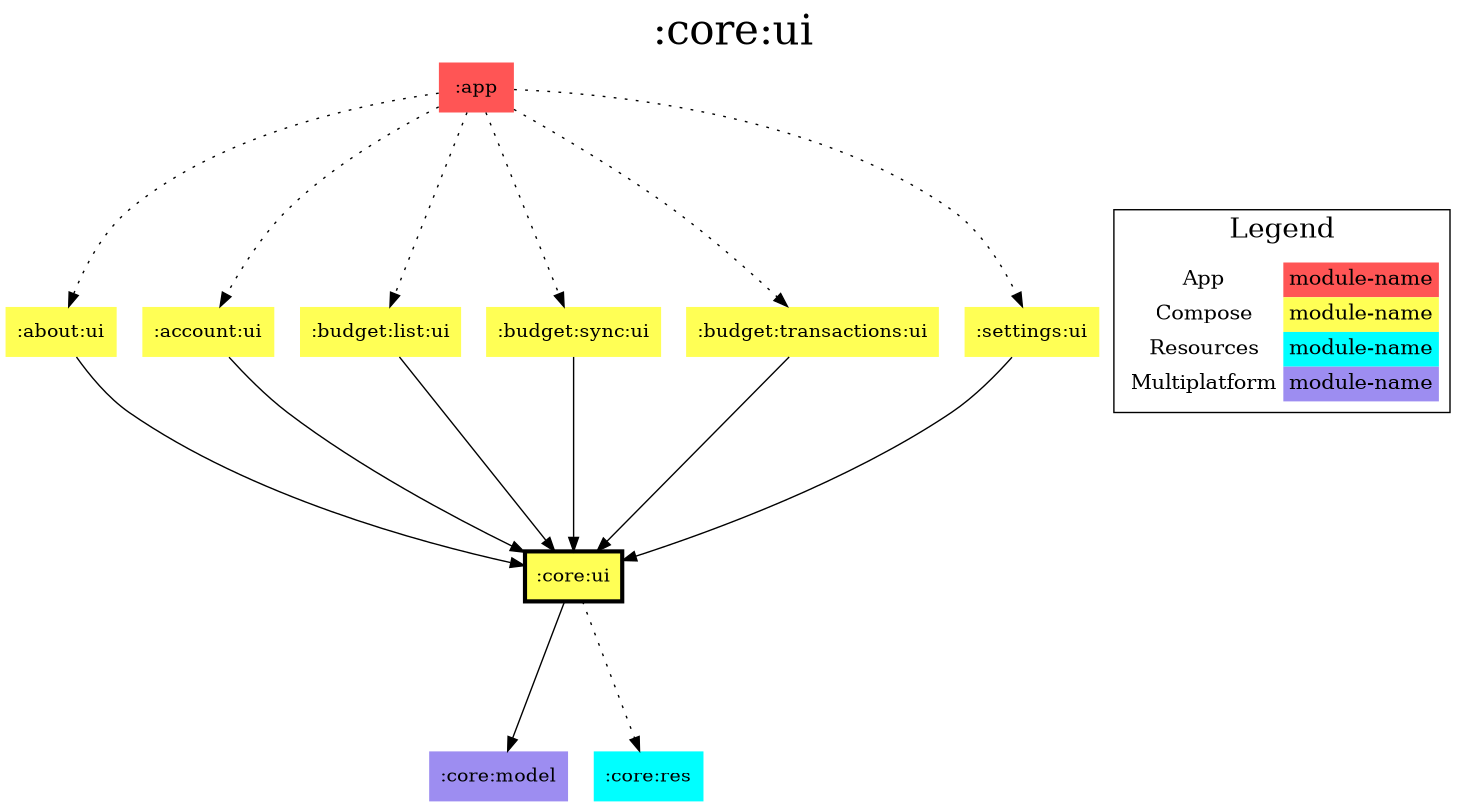 :core:ui
:app
Legend
App module-name
Compose module-name
Resources module-name
Multiplatform module-name
:about:ui
:account:ui
:budget:list:ui
:budget:sync:ui
:budget:transactions:ui
:settings:ui
:core:ui
:core:model
:core:res